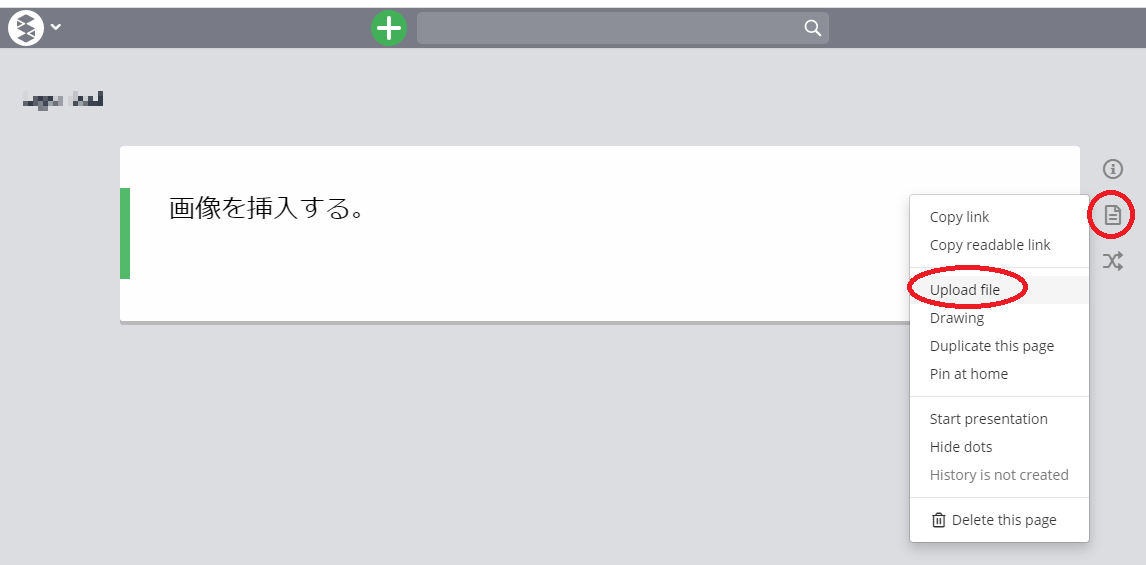 画像を挿入する。
Copy link
Copy readable link
Upload file
Drawing
Duplicate this page
Pin at home
Start presentation
Hide dots
History is not created
Delete this page